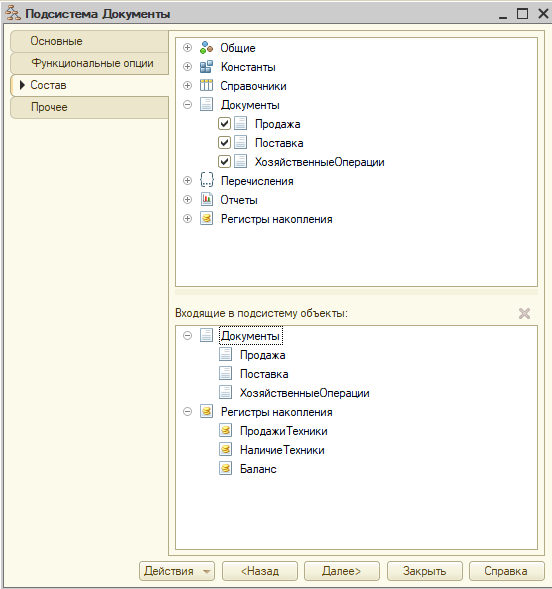 Подсистема Документы
Основные
Функциональные опции
Состав
Прочее
Общие
Константы
Справочники
Документы
Продажа
Поставка
ХозяйственныеОперации
Перечисления
Отчеты
Регистры накопления
Входящие в подсистему объекты:
Документы
Продажа
Поставка
ХозяйственныеОперации
Регистры накопления
ПродажиТехники
НаличиеТехники
Баланс
Действия
<Назад
Далее>
Закрыть
Справка